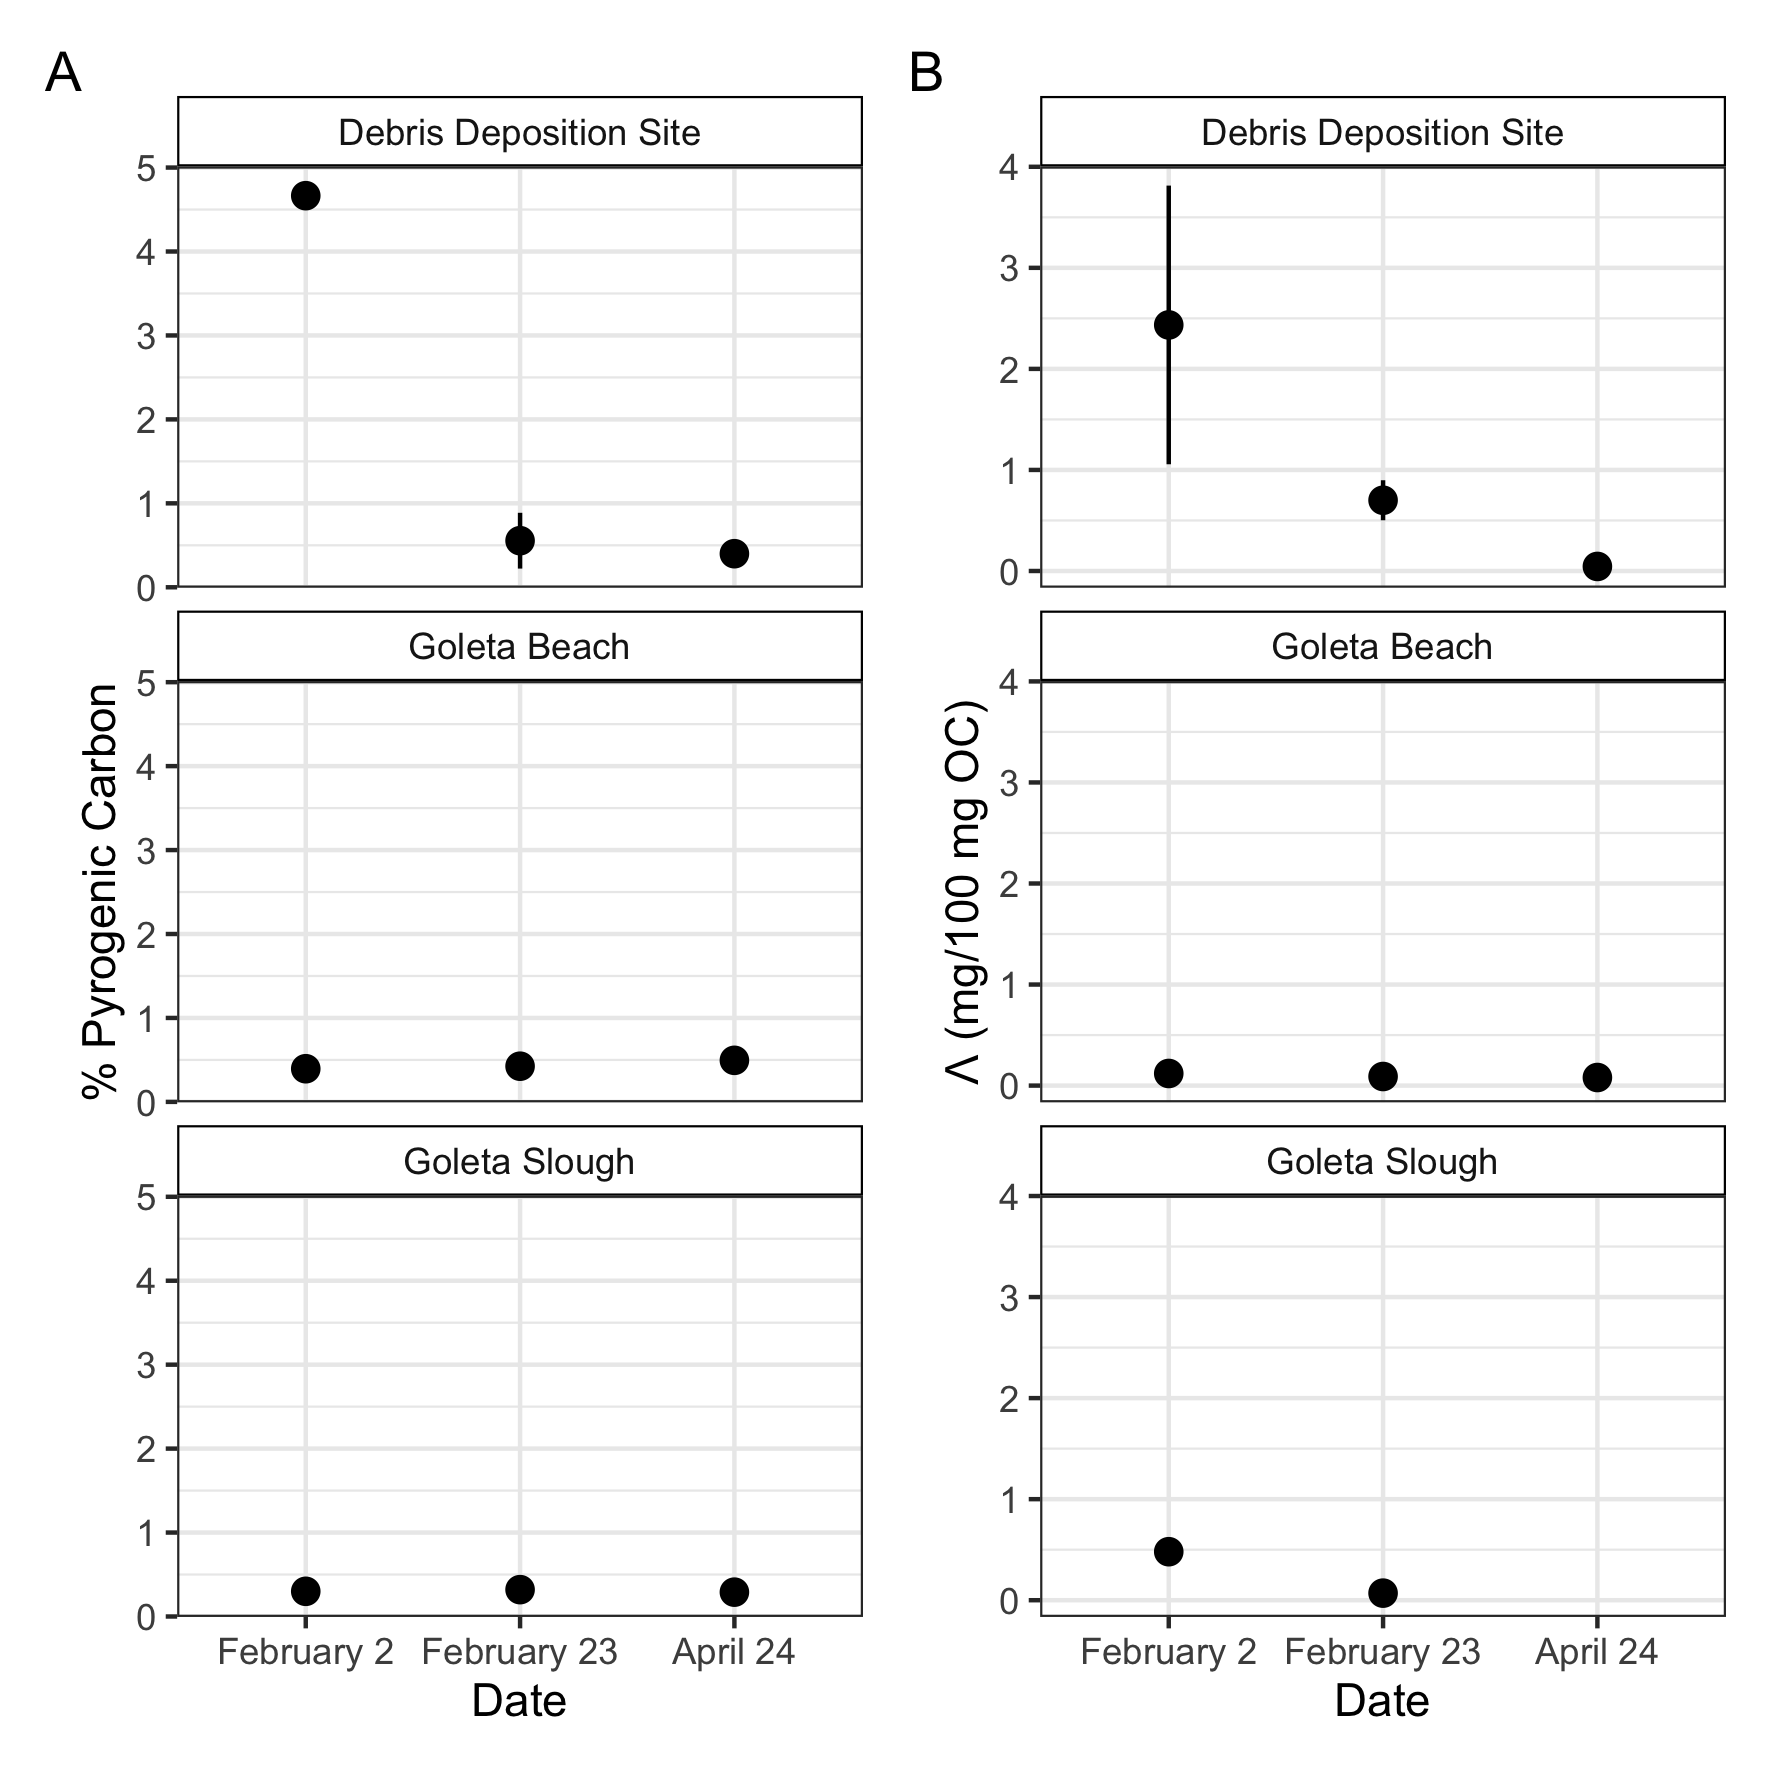 A
Debris Deposition Site
5
4
3
2
1
0
Goleta Beach
5
4
3
2
1
0
Goleta Slough
5
4
3
2
1
0
% Pyrogenic Carbon
February 2 February 23 April 24
Date
B
Debris Deposition Site
4
3
2
1
0
Goleta Beach
4
3
2
1
0
Goleta Slough
4
3
2
1
0
Λ (mg/100 mg OC)
February 2 February 23 April 24
Date